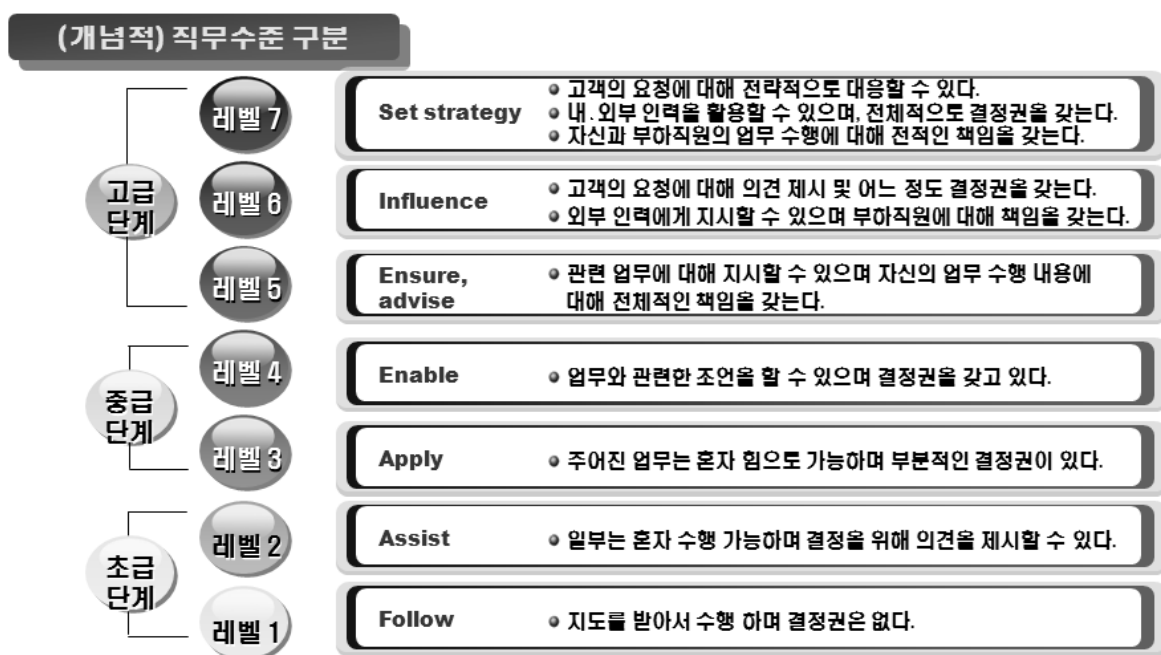 (개념적) 직무수준 구분
고급
단계
레벨 7
Set strategy
고객의 요청에 대해 전략적으로 대응할 수 있다.
내.외부 인력을 활용할 수 있으며, 전체적으로 결정권을 갖는다.
자신과 부하직원의 업무 수행에 대해 전적인 책임을 갖는다.
레벨 6
Influence
고객의 요청에 대해 의견 제시 및 어느 정도 결정권을 갖는다.
외부 인력에게 지시할 수 있으며 부하직원에 대해 책임을 갖는다.
레벨 5
Ensure,
advise
관련 업무에 대해 지시할 수 있으며 자신의 업무 수행 내용에
대해 전체적인 책임을 갖는다.
중급
단계
레벨 4
Enable
업무와 관련한 조언을 할 수 있으며 결정권을 갖고 있다.
레벨 3
Apply
주어진 업무는 혼자 힘으로 가능하며 부분적인 결정권이 있다.
초급
단계
레벨 2
Assist
일부는 혼자 수행 가능하며 결정을 위해 의견을 제시할 수 있다.
레벨 1
Follow
지도를 받아서 수행 하며 결정권은 없다.